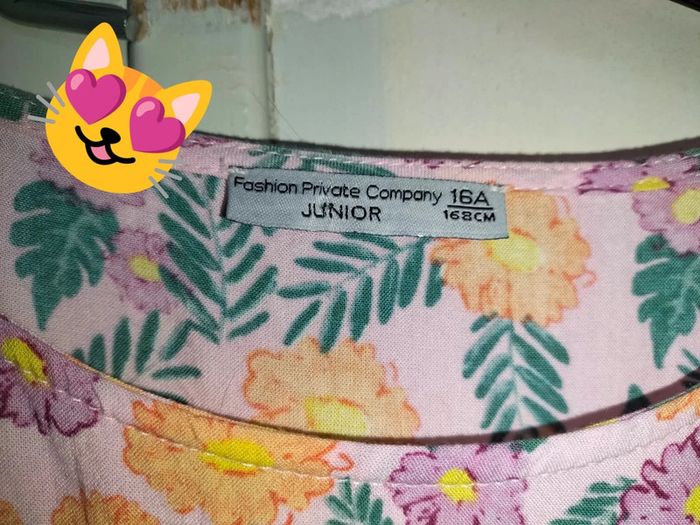 Fashion Private Company 16A
JUNIOR 168CM